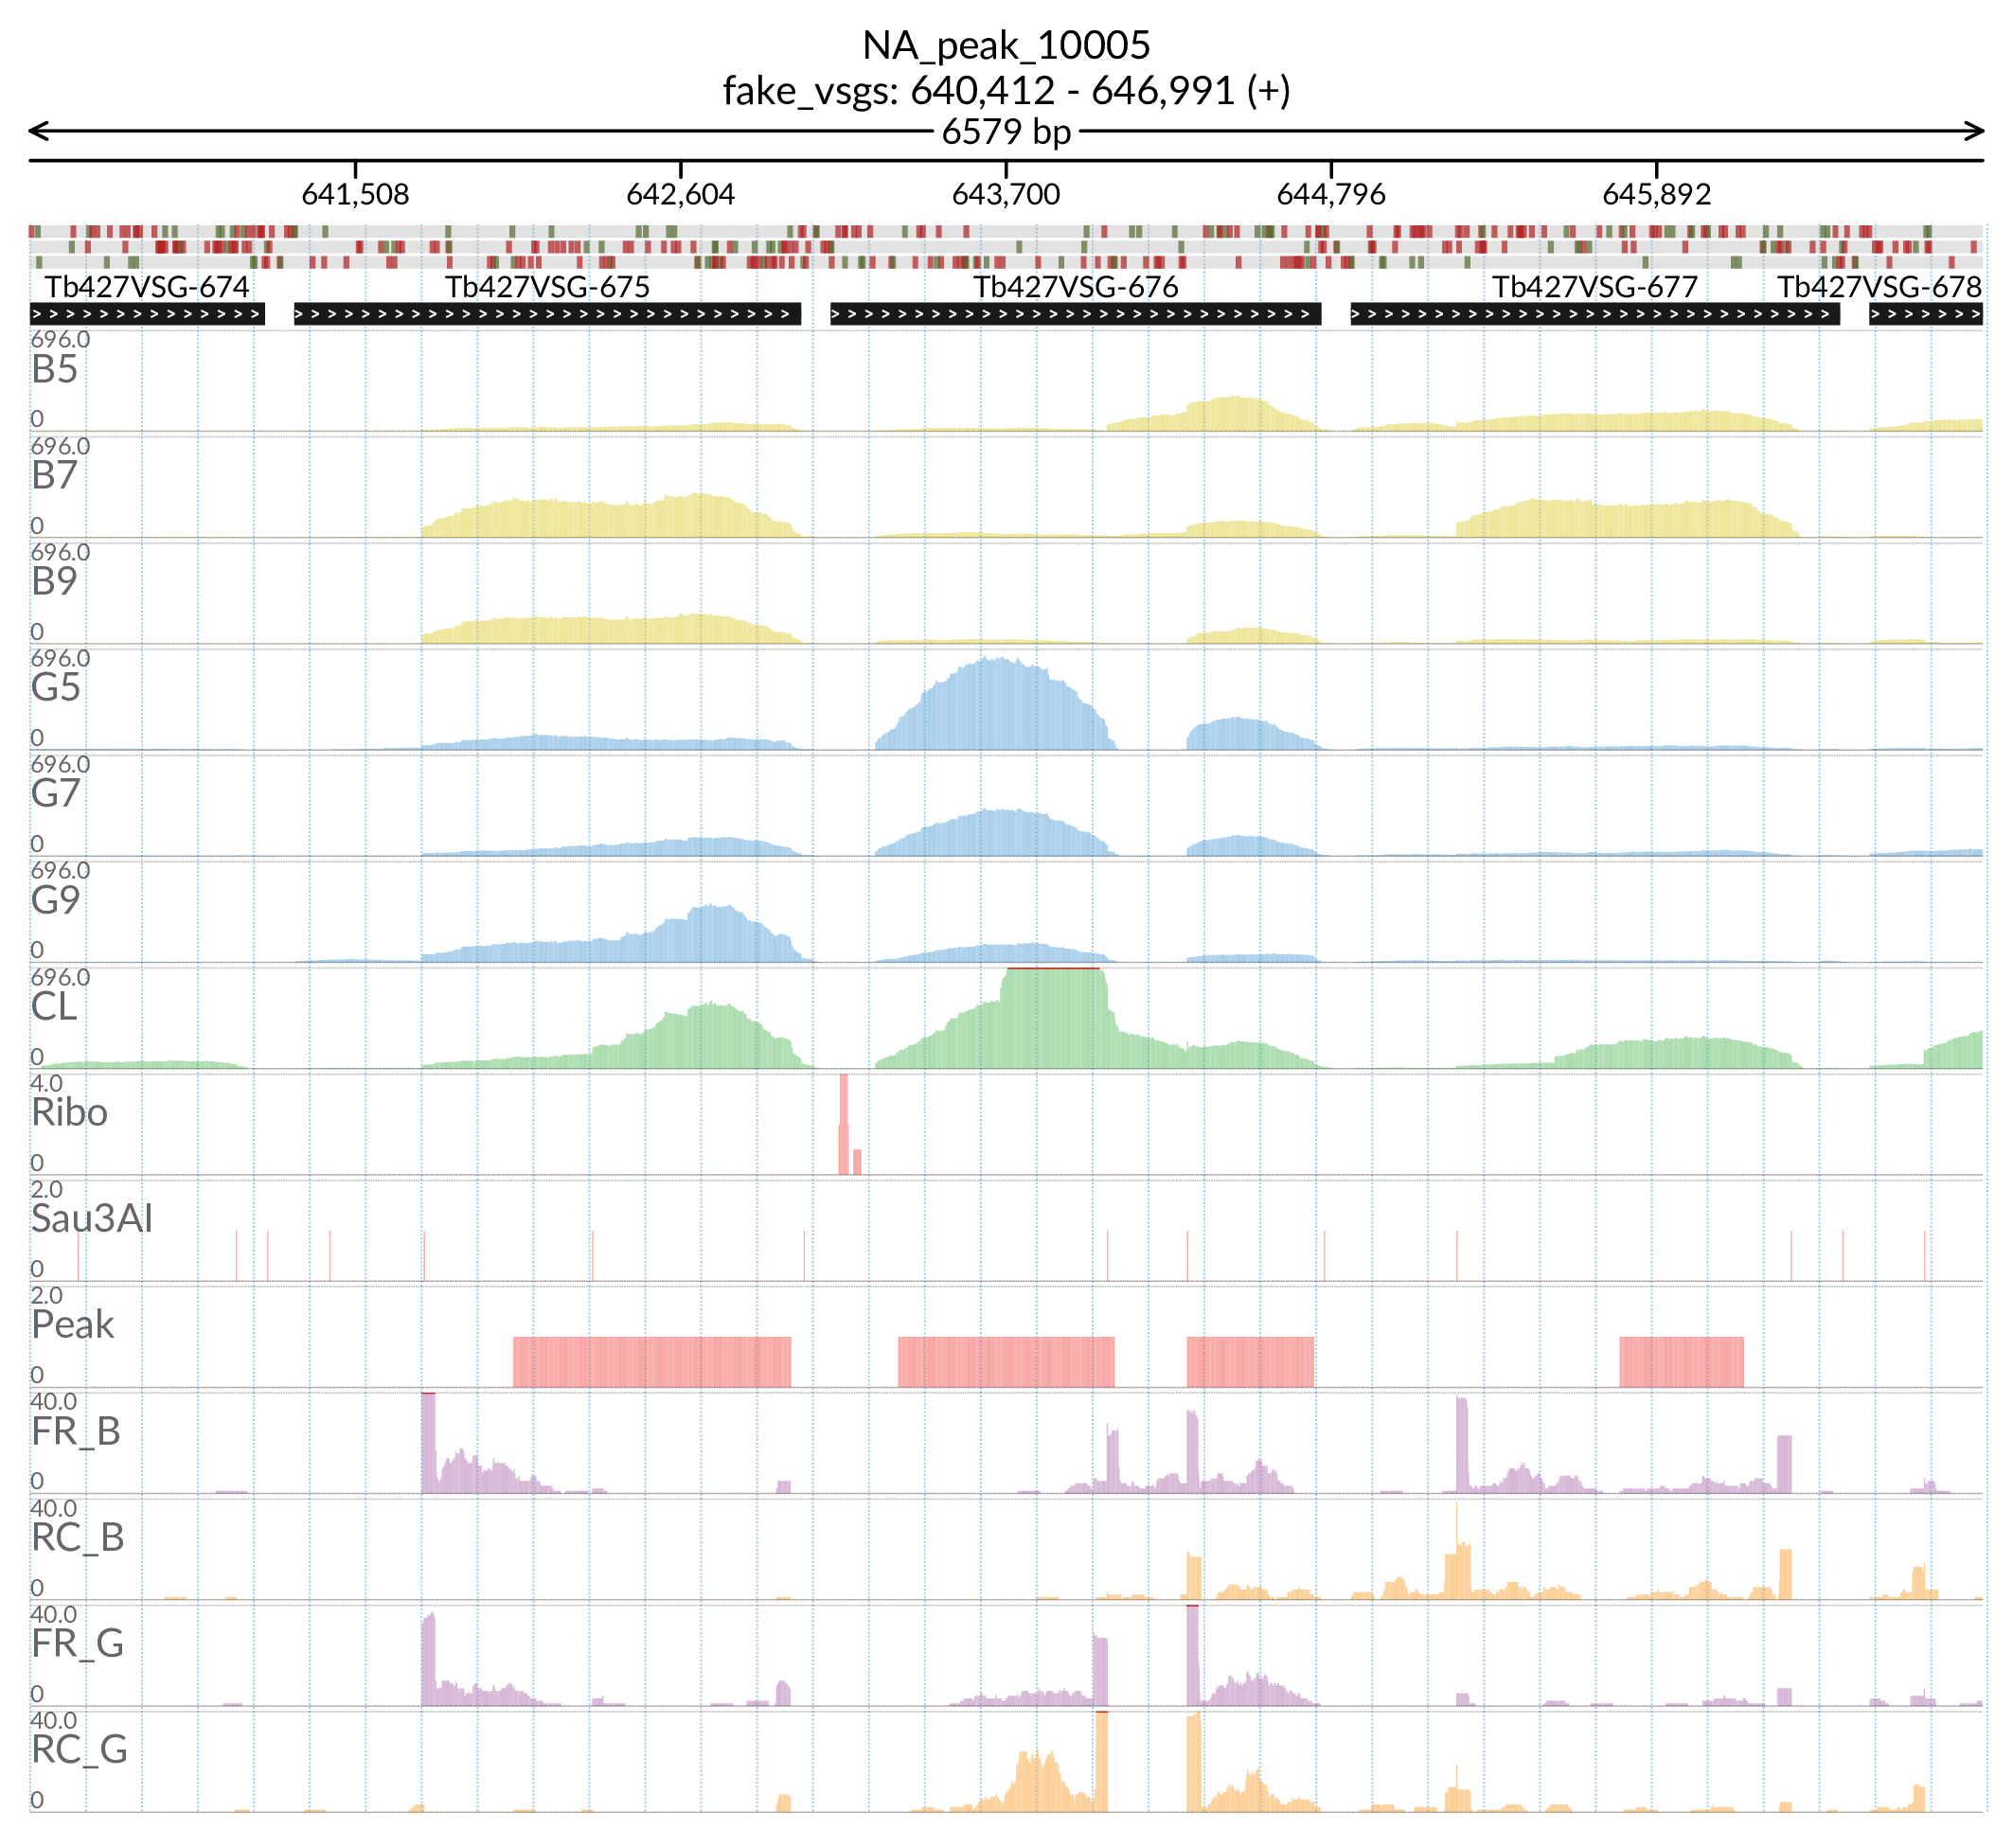 NA_peak_10005
fake_vsgs: 640,412 - 646,991 (+)
6579 bp
641,508 642,604 643,700 644,796 645,892
Tb427VSG-674 Tb427VSG-675 Tb427VSG-676 Tb427VSG-677 Tb427VSG-678
696.0
B5
0
696.0
B7
0
696.0
B9
0
696.0
G5
0
696.0
G7
0
696.0
G9
0
696.0
CL
0
4.0
Ribo
0
2.0
Sau3AI
0
2.0
Peak
0
40.0
FR_B
0
40.0
RC_B
0
40.0
FR_G
0
40.0
RC_G
0